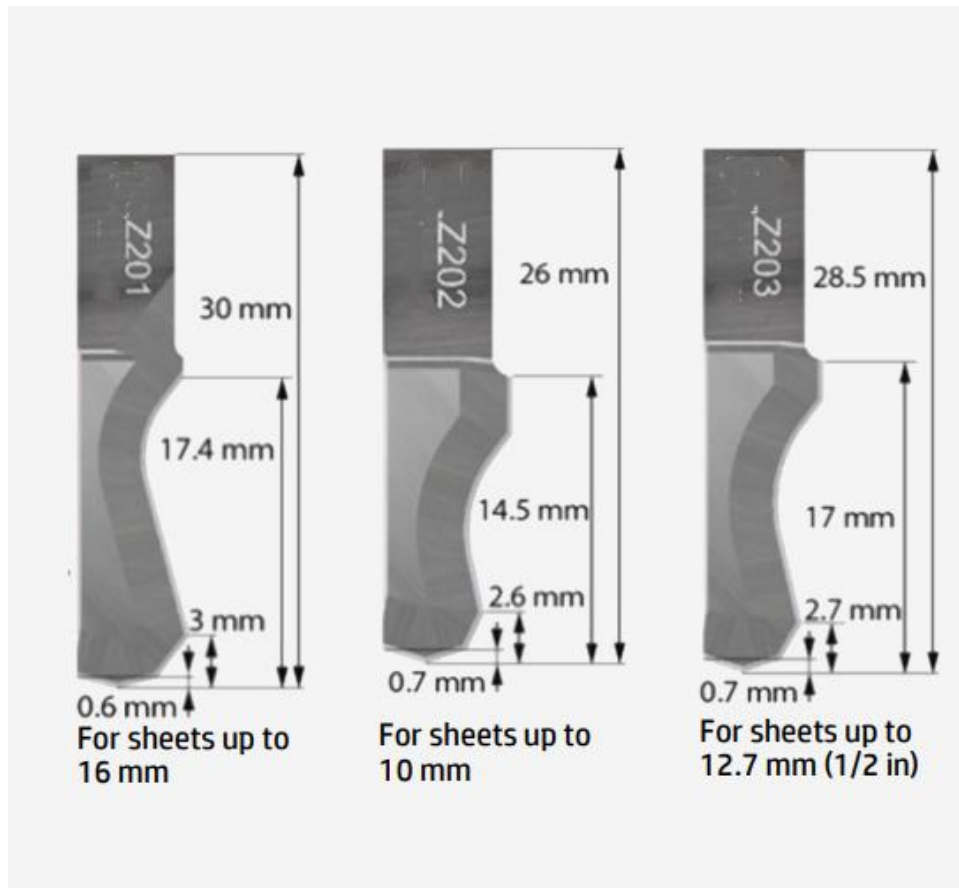 Z201
30 mm
17.4 mm
3 mm
0.6 mm
For sheets up to
16 mm
Z202
26 mm
14.5 mm
2.6 mm
0.7 mm
For sheets up to
10 mm
Z203
28.5 mm
17 mm
2.7 mm
0.7 mm
For sheets up to
12.7 mm (1/2 in)